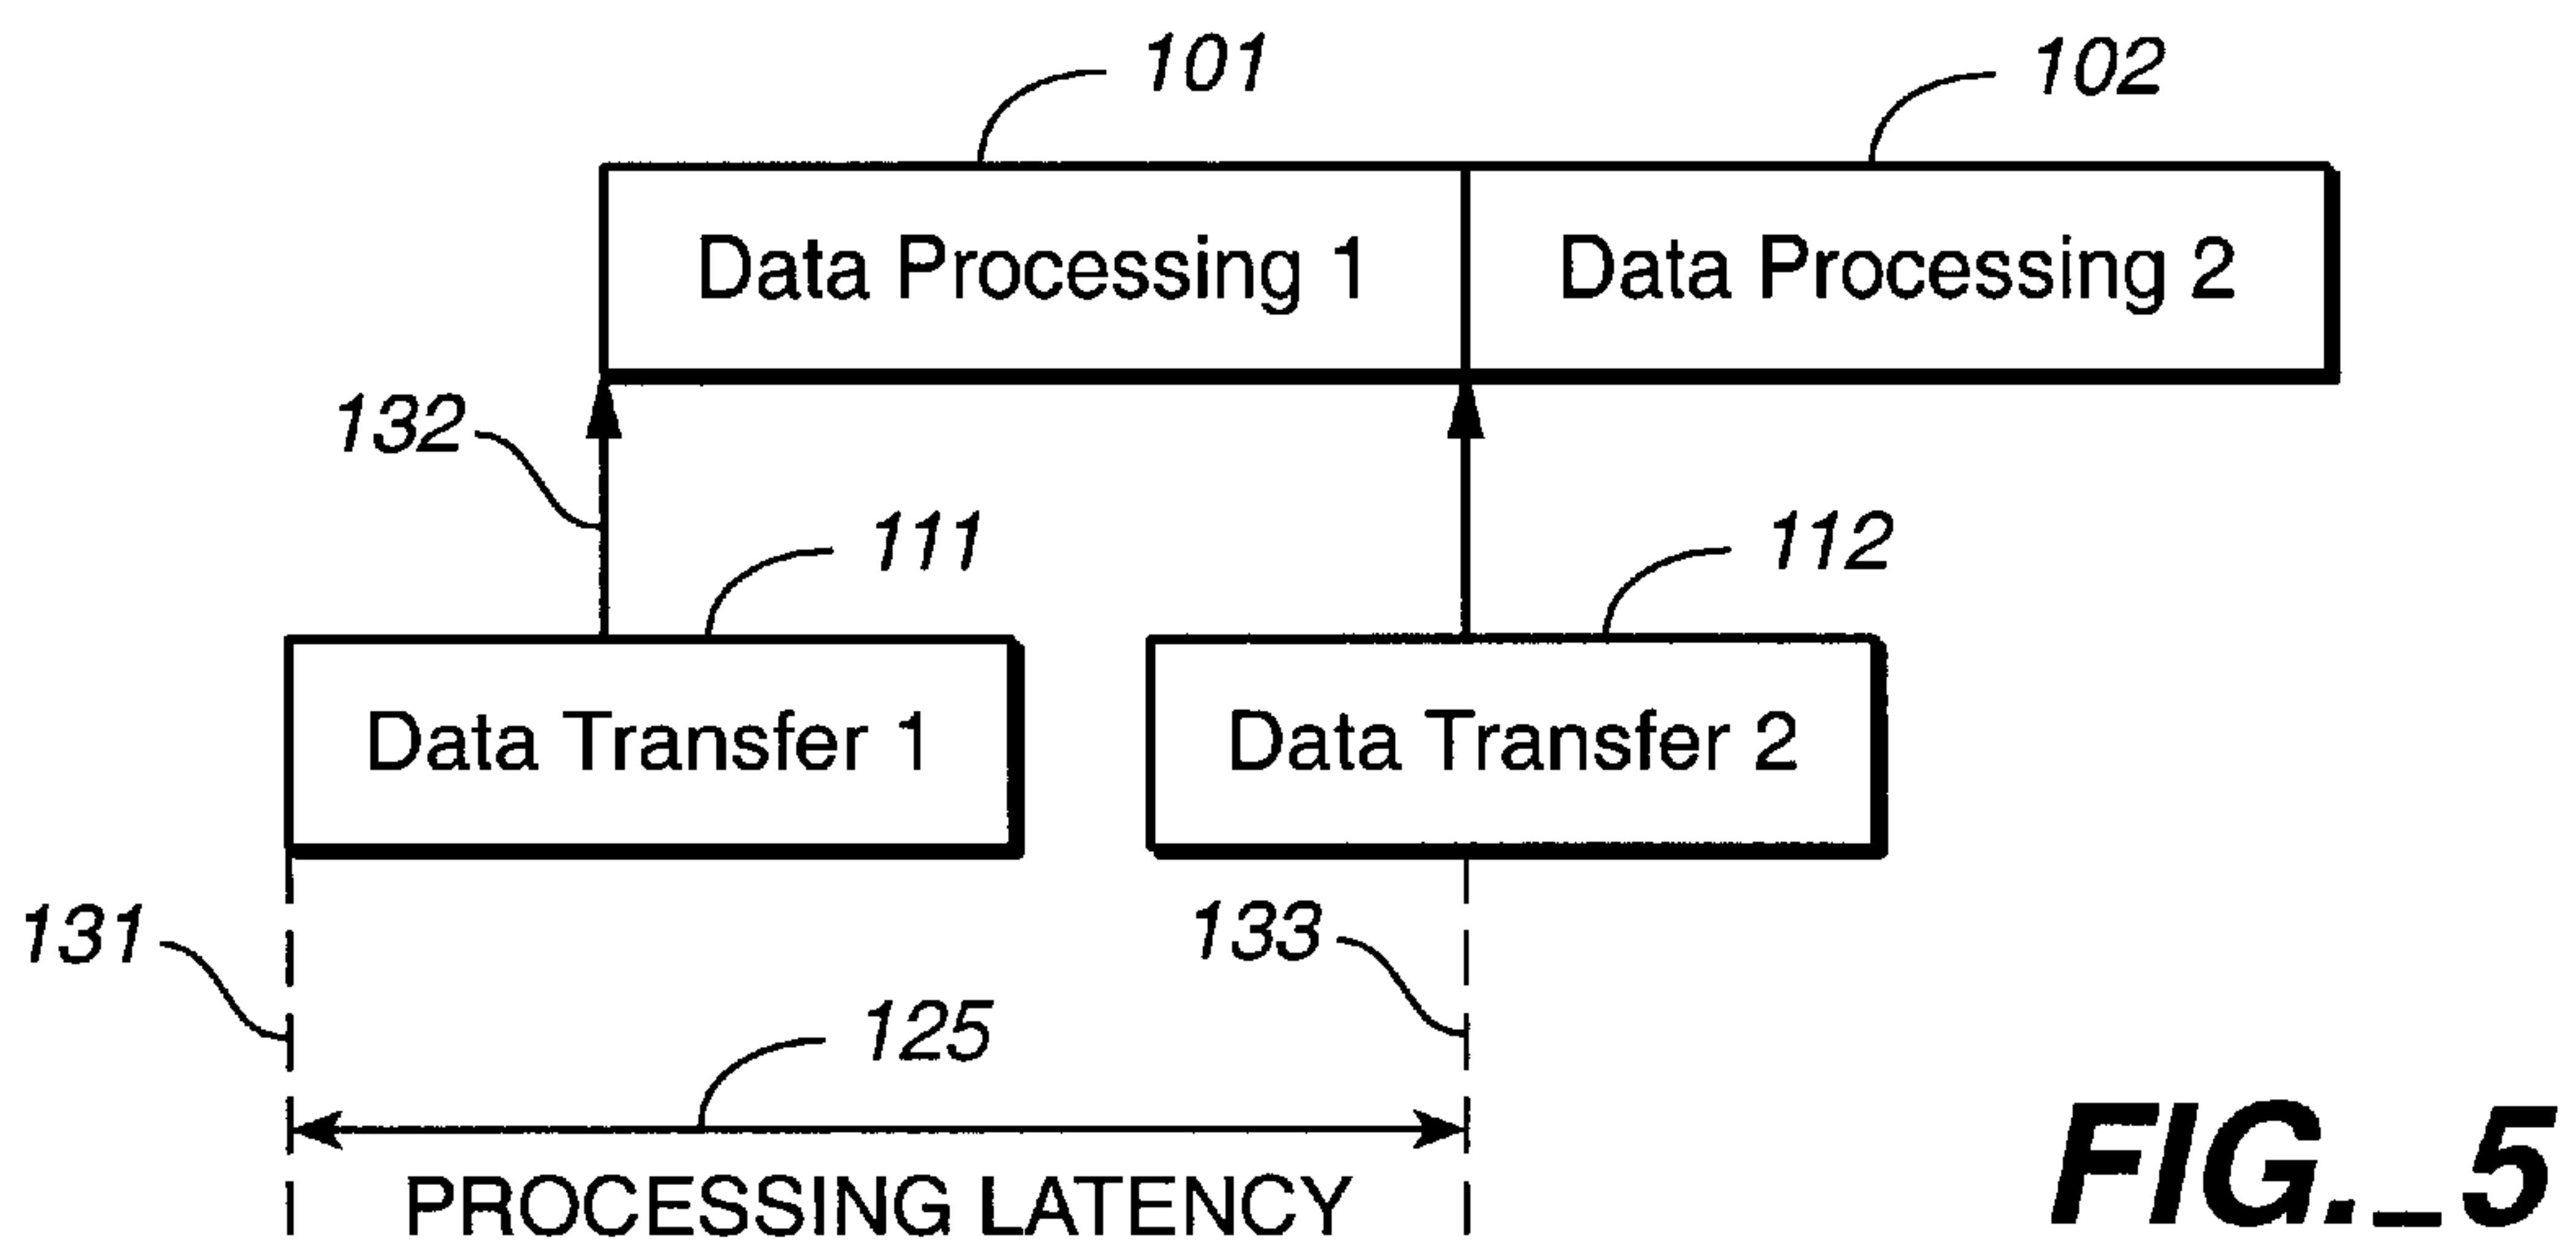 101
102
Data Processing 1
Data Processing 2
132
111
112
Data Transfer 1
Data Transfer 2
131
133
125
PROCESSING LATENCY
FIG._5